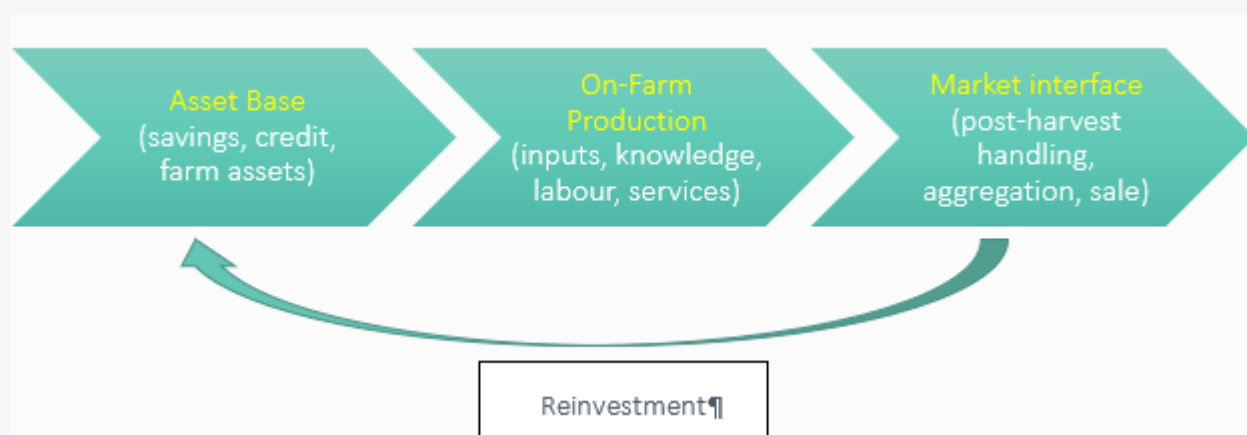 Asset Base
(savings, credit,
farm assets)
On-Farm
Production
(inputs, knowledge,
labour, services)
Market interface
(post-harvest
handling,
aggregation, sale)
Reinvestment¶